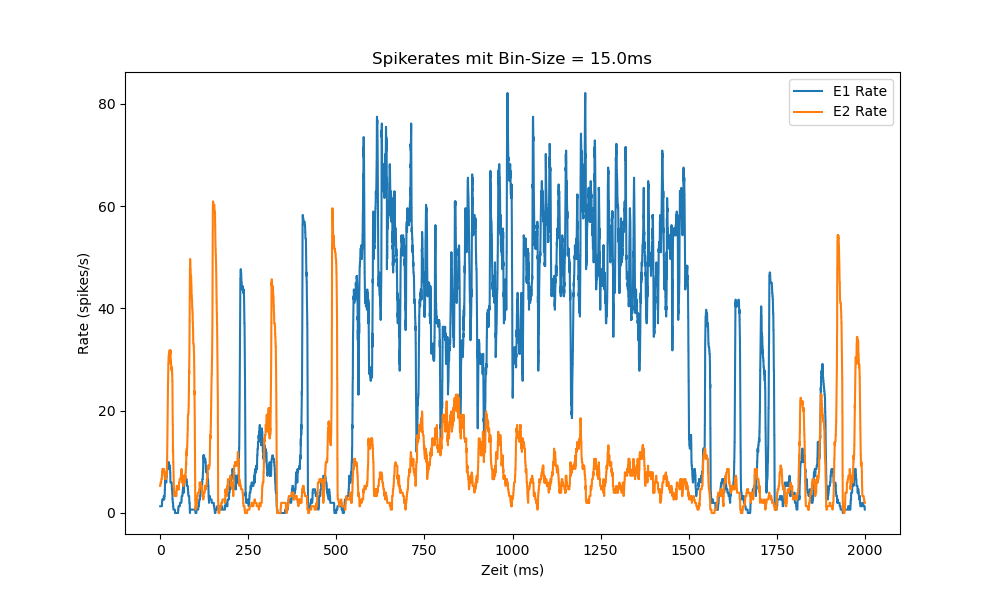 Spikerates mit Bin-Size = 15.0ms
E1 Rate
E2 Rate
80
60
40
20
0
Rate (spikes/s)
0 250 500 750 1000 1250 1500 1750 2000
Zeit (ms)